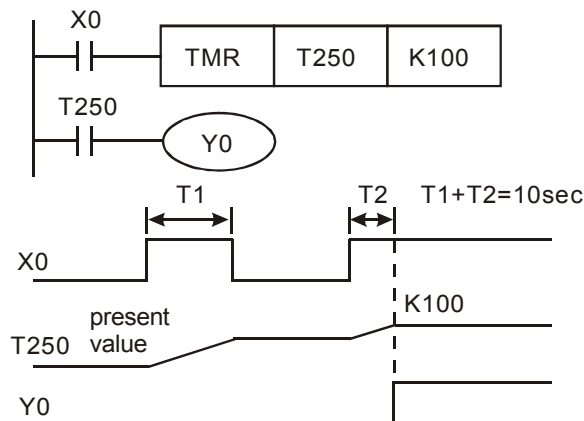 X0
TMR T250 K100
T250
Y0
T1 T2 T1+T2=10sec
X0
K100
present
T250 value
Y0